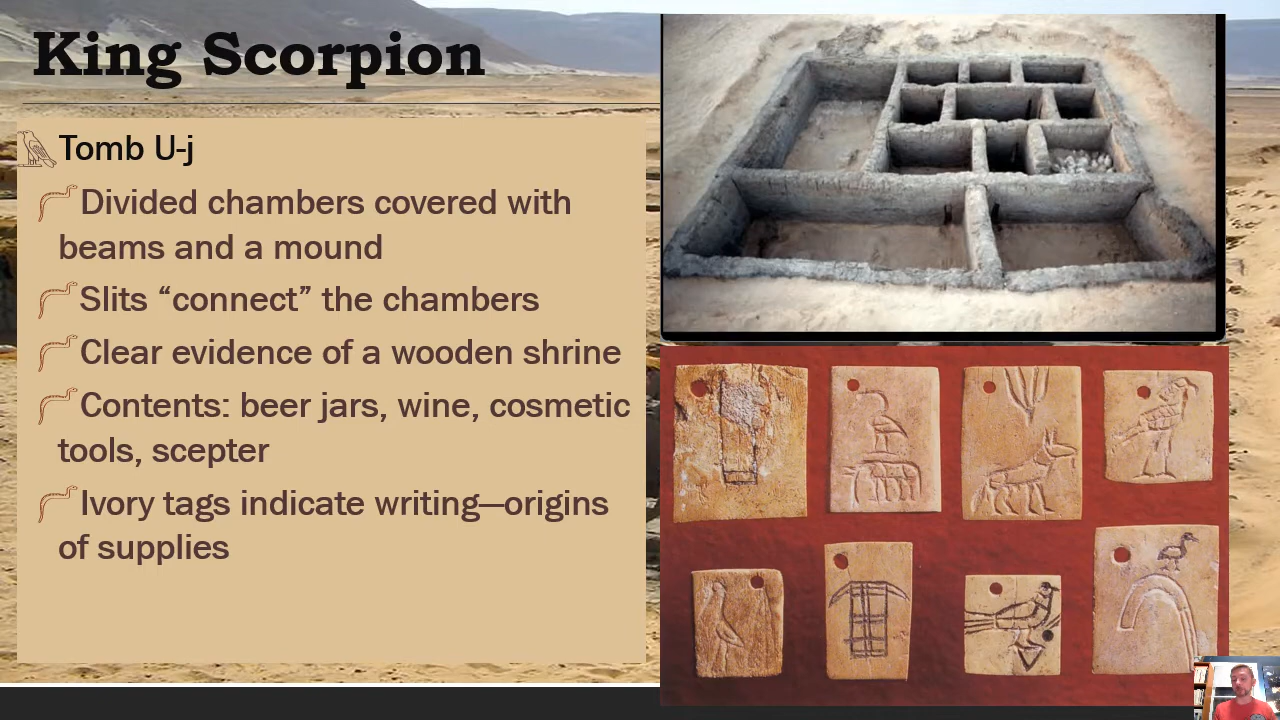 King Scorpion
Tomb U-j
Divided chambers covered with
beams and a mound
Slits “connect” the chambers
Clear evidence of a wooden shrine
Contents: beer jars, wine, cosmetic
tools, scepter
Ivory tags indicate writing—origins
of supplies